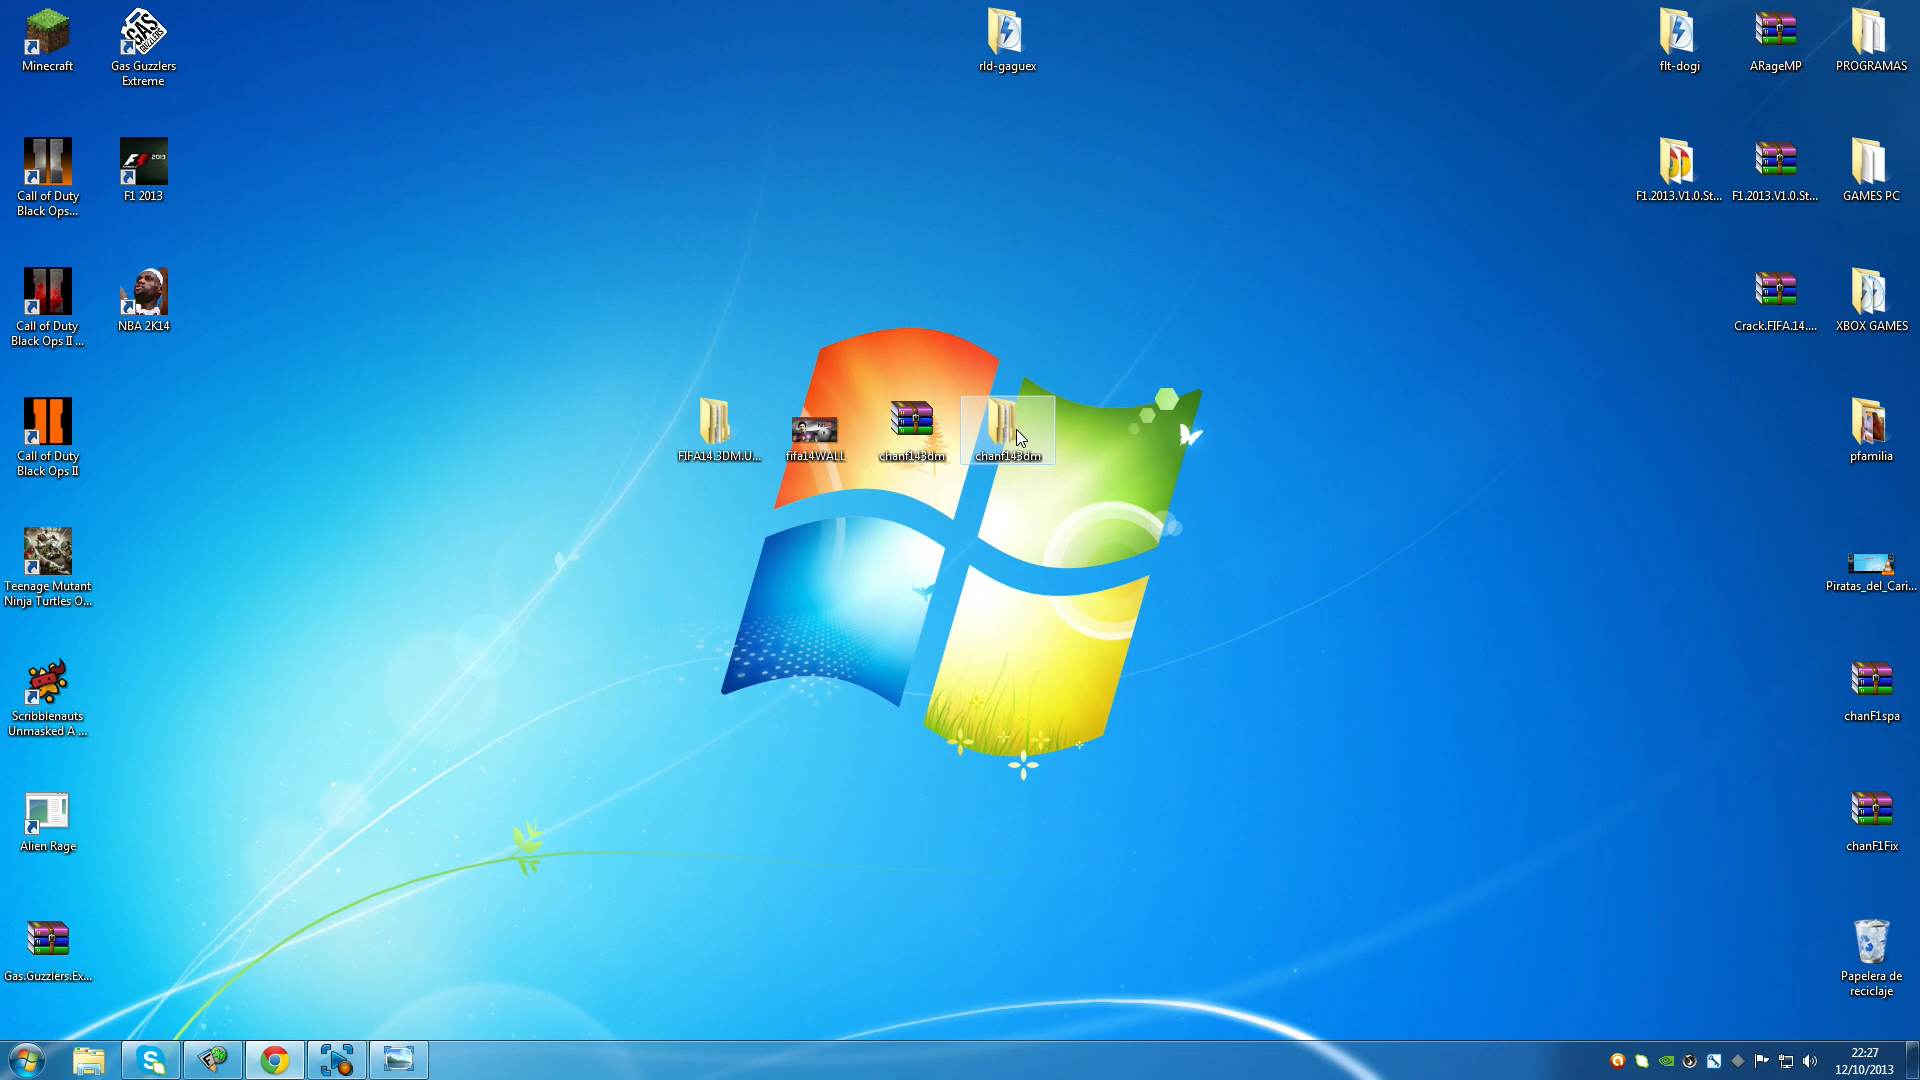 Minecraft
GAS GUZZLERS
Gas Guzzlers
Extreme
rld-gaguex
flt-dogi
ARageMP
PROGRAMAS
Call of Duty
Black Ops...
F1 2013
F1 2013
F1.2013.V1.0.St...
F1.2013.V1.0.St...
GAMES PC
Call of Duty
Black Ops II ...
NBA 2K14
Crack.FIFA.14....
XBOX GAMES
Call of Duty
Black Ops II
FIFA14.3DM.U...
fifa14WALL
chanf143dm
chanf143dm
pfamilia
Teenage Mutant
Ninja Turtles O...
Piratas_del_Cari...
Scribblenauts
Unmasked A ...
chanF1spa
Alien Rage
chanF1Fix
Gas.Guzzlers.Ex...
Papelera de
reciclaje
22:27
12/10/2013